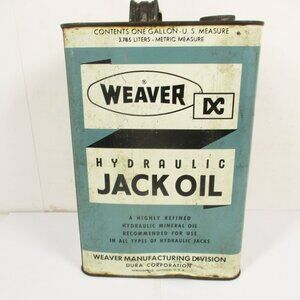 CONTENTS ONE GALLON - U.S. MEASURE
3.785 LITERS - METRIC MEASURE
WEAVER ®
DC
HYDRAULIC
JACK OIL
A HIGHLY REFINED
HYDRAULIC MINERAL OIL
RECOMMENDED FOR USE
IN ALL TYPES OF HYDRAULIC JACKS
WEAVER MANUFACTURING DIVISION
DURA CORPORATION